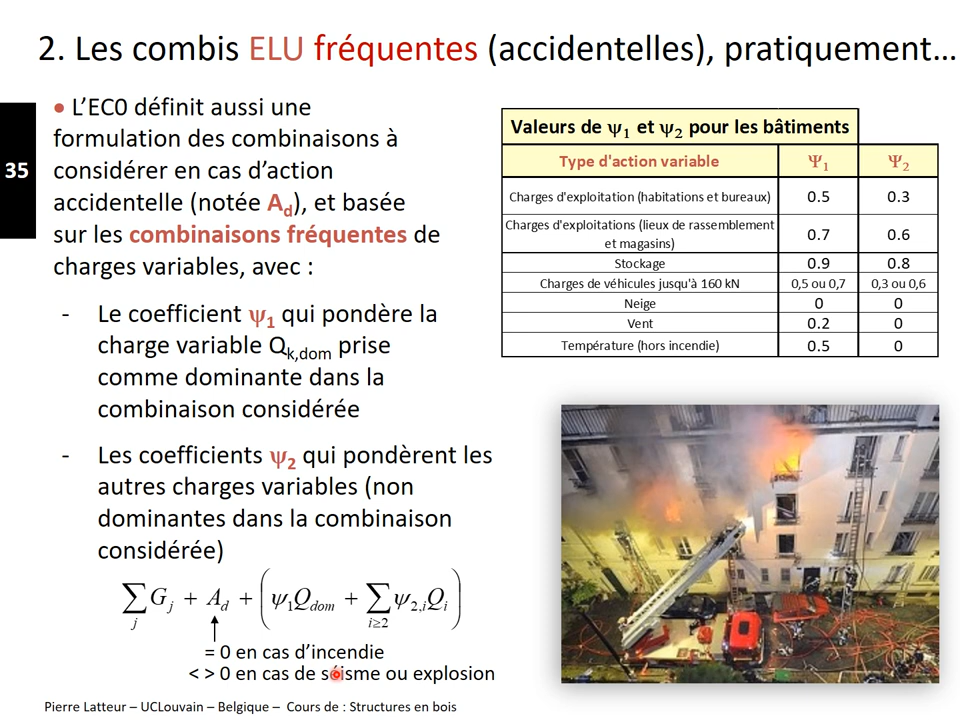 2. Les combis ELU fréquentes (accidentelles), pratiquement…
35
• L’EC0 définit aussi une
formulation des combinaisons à
considérer en cas d’action
accidentelle (notée Ad), et basée
sur les combinaisons fréquentes de
charges variables, avec :
- Le coefficient ψ1 qui pondère la
charge variable Qk,dom prise
comme dominante dans la
combinaison considérée
- Les coefficients ψ2 qui pondèrent les
autres charges variables (non
dominantes dans la combinaison
considérée)
∑j Gj + Ad + (ψ1Qdom + ∑i≥2 ψ2,iQi)
= 0 en cas d’incendie
< > 0 en cas de séisme ou explosion
Valeurs de ψ1 et ψ2 pour les bâtiments
Type d'action variable Ψ1 Ψ2
Charges d'exploitation (habitations et bureaux) 0.5 0.3
Charges d'exploitations (lieux de rassemblement
et magasins) 0.7 0.6
Stockage 0.9 0.8
Charges de véhicules jusqu'à 160 kN 0,5 ou 0,7 0,3 ou 0,6
Neige 0 0
Vent 0.2 0
Température (hors incendie) 0.5 0
Pierre Latteur – UCLouvain – Belgique – Cours de : Structures en bois